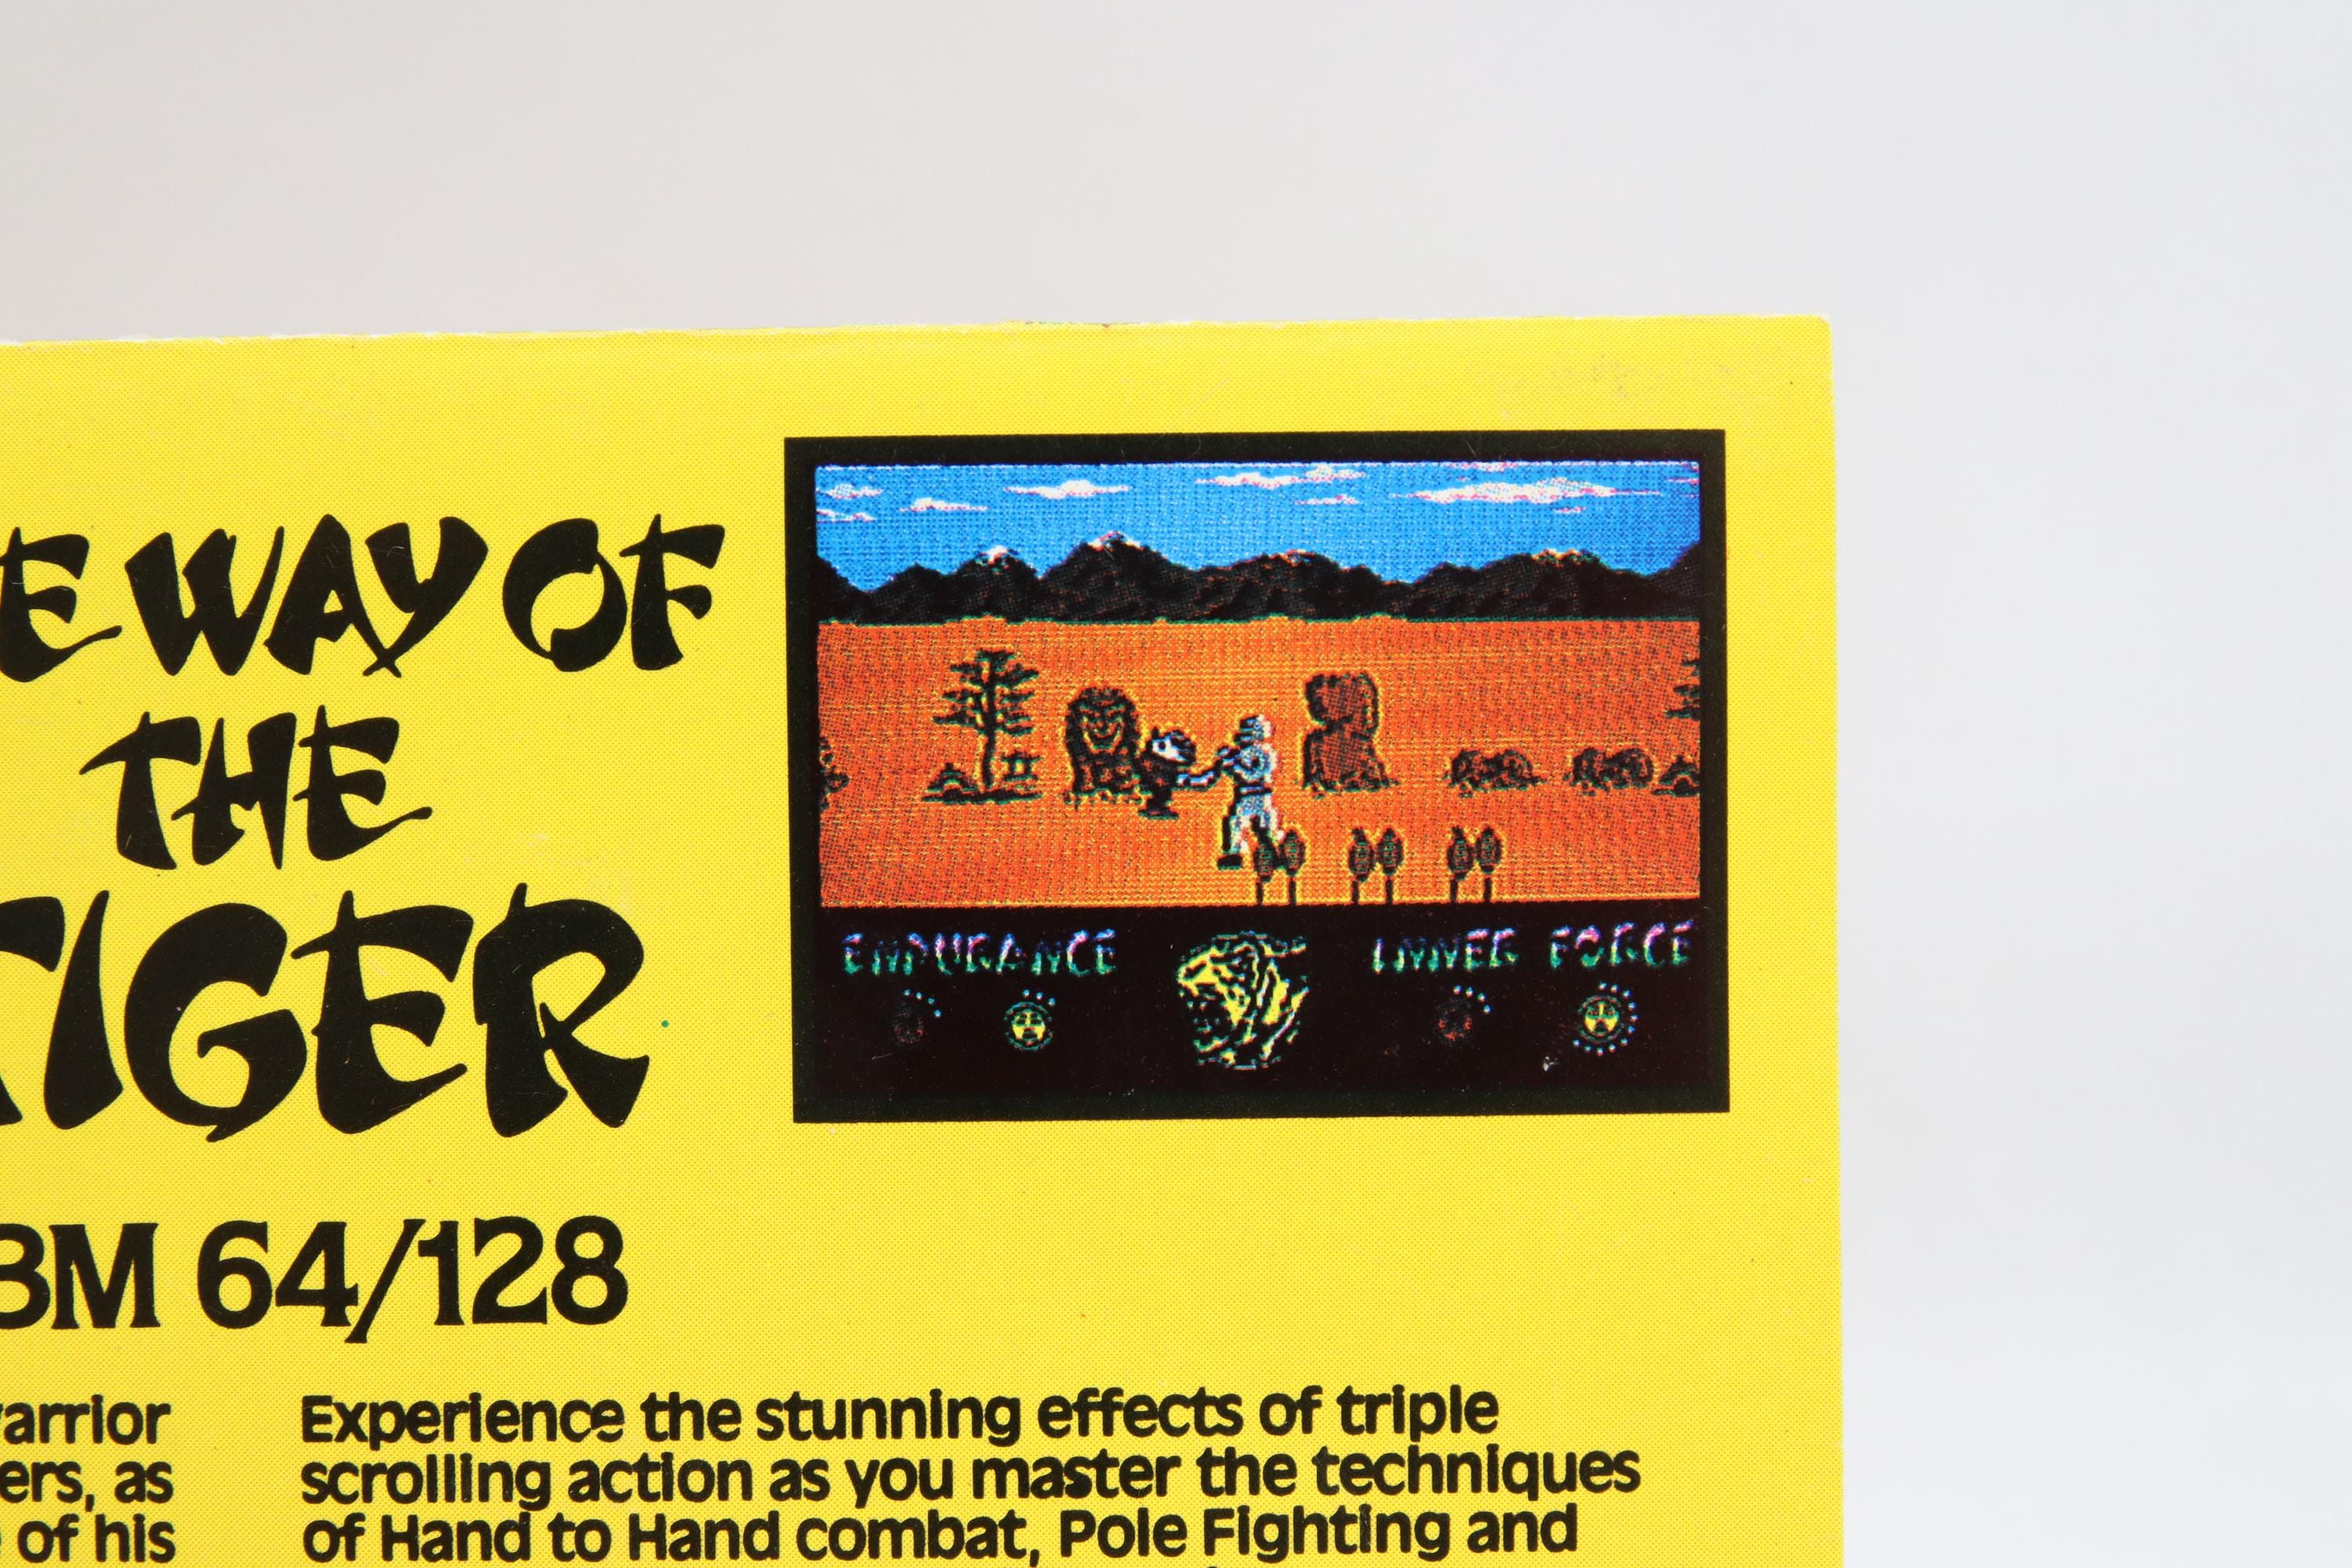 E WAY OF
THE
TIGER
BM 64/128
ENDURANCE INNER FORCE
arrior
ers, as
of his
Experience the stunning effects of triple
scrolling action as you master the techniques
of Hand to Hand combat, Pole Fighting and